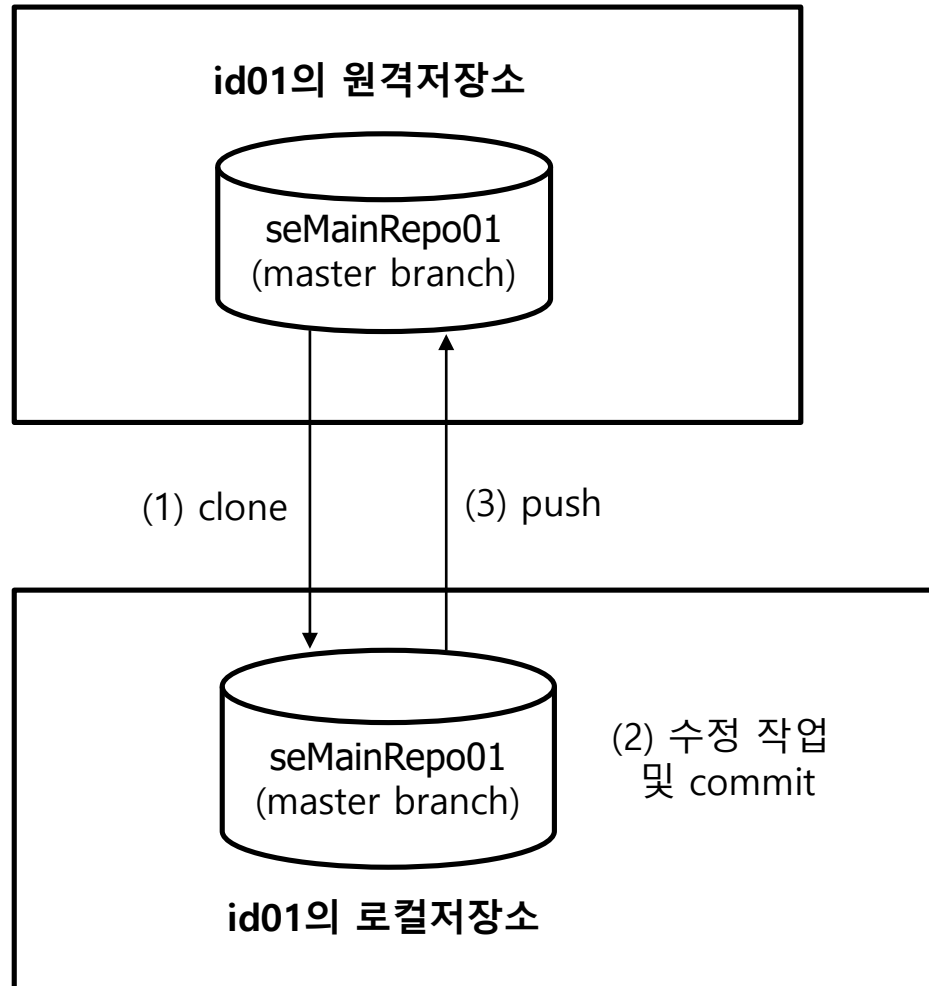 id01의 원격저장소
seMainRepo01
(master branch)
(1) clone
(3) push
seMainRepo01
(master branch)
(2) 수정 작업
및 commit
id01의 로컬저장소